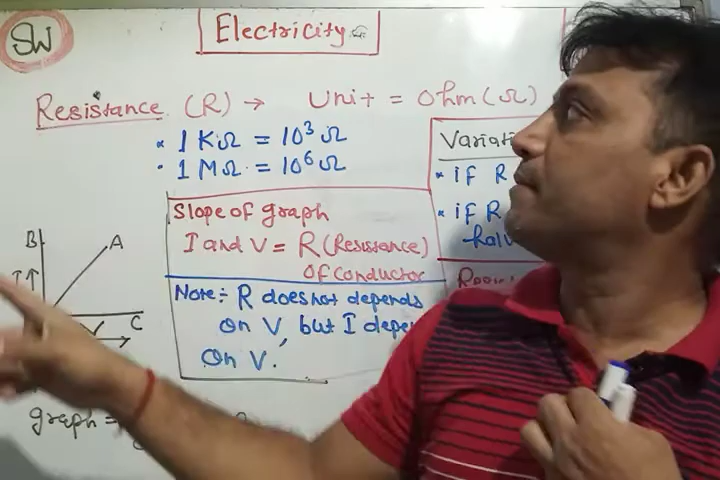 SW
Electricity
Resistance (R) → Unit = Ohm(Ω)
* 1 KΩ = 10³ Ω
• 1 MΩ = 10⁶ Ω
Slope of graph
I and V = R (Resistance)
of conductor
Note:- R does not depends
on V, but I
on V.
* if R
* if R
B
A
↑↑
V
C
→
graph =